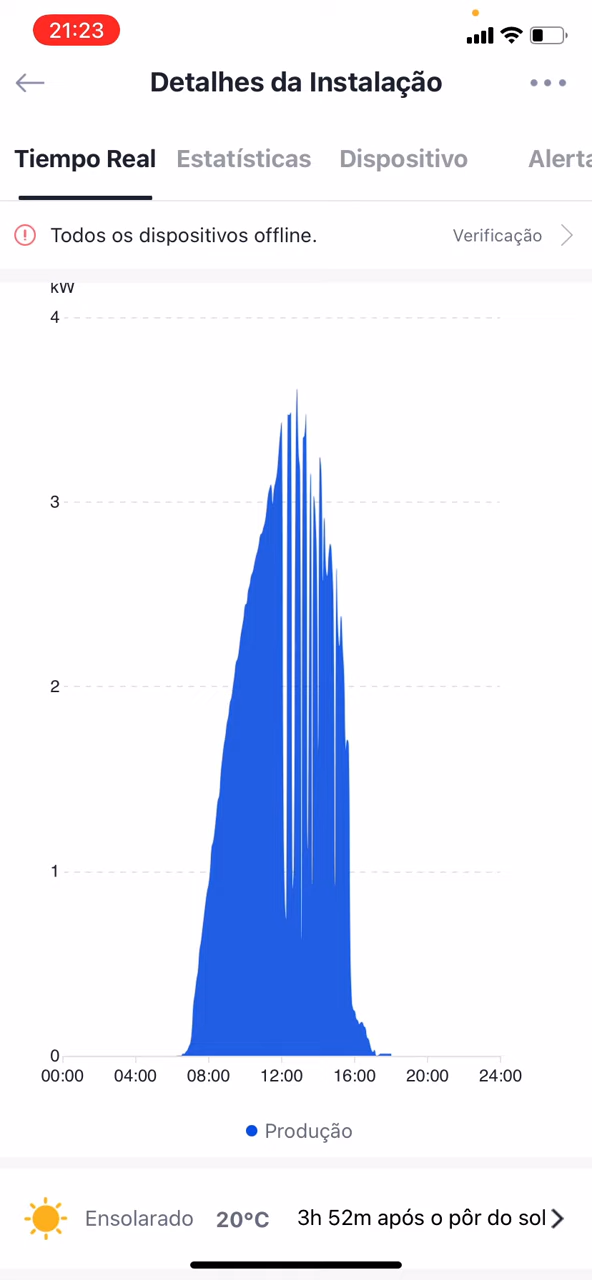 21:23
Detalhes da Instalação
Tiempo Real Estatísticas Dispositivo Alerta
Todos os dispositivos offline. Verificação
kW
4
3
2
1
0
00:00 04:00 08:00 12:00 16:00 20:00 24:00
Produção
Ensolarado 20°C 3h 52m após o pôr do sol